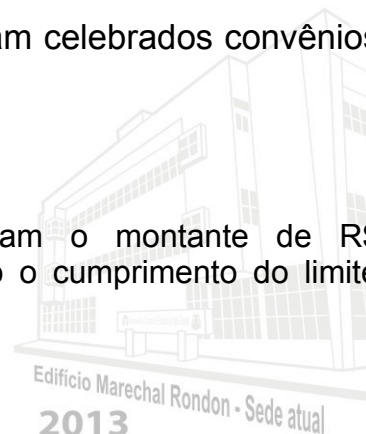 am celebrados convênios
am o montante de R$
o o cumprimento do limite
Edifício Marechal Rondon - Sede atual
2013